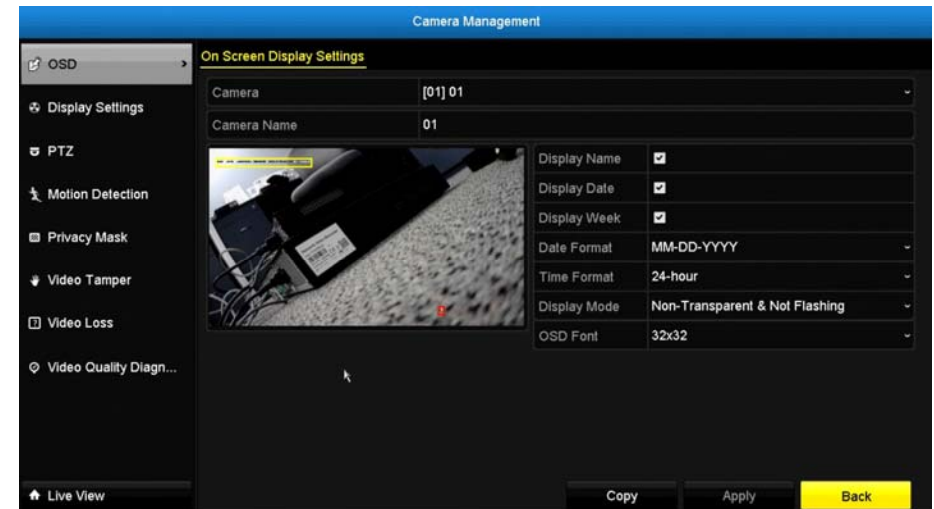 Camera Management
OSD
Display Settings
PTZ
Motion Detection
Privacy Mask
Video Tamper
Video Loss
Video Quality Diagn...
Live View
On Screen Display Settings
Camera [01] 01
Camera Name 01
Display Name
Display Date
Display Week
Date Format MM-DD-YYYY
Time Format 24-hour
Display Mode Non-Transparent & Not Flashing
OSD Font 32x32
Copy Apply Back